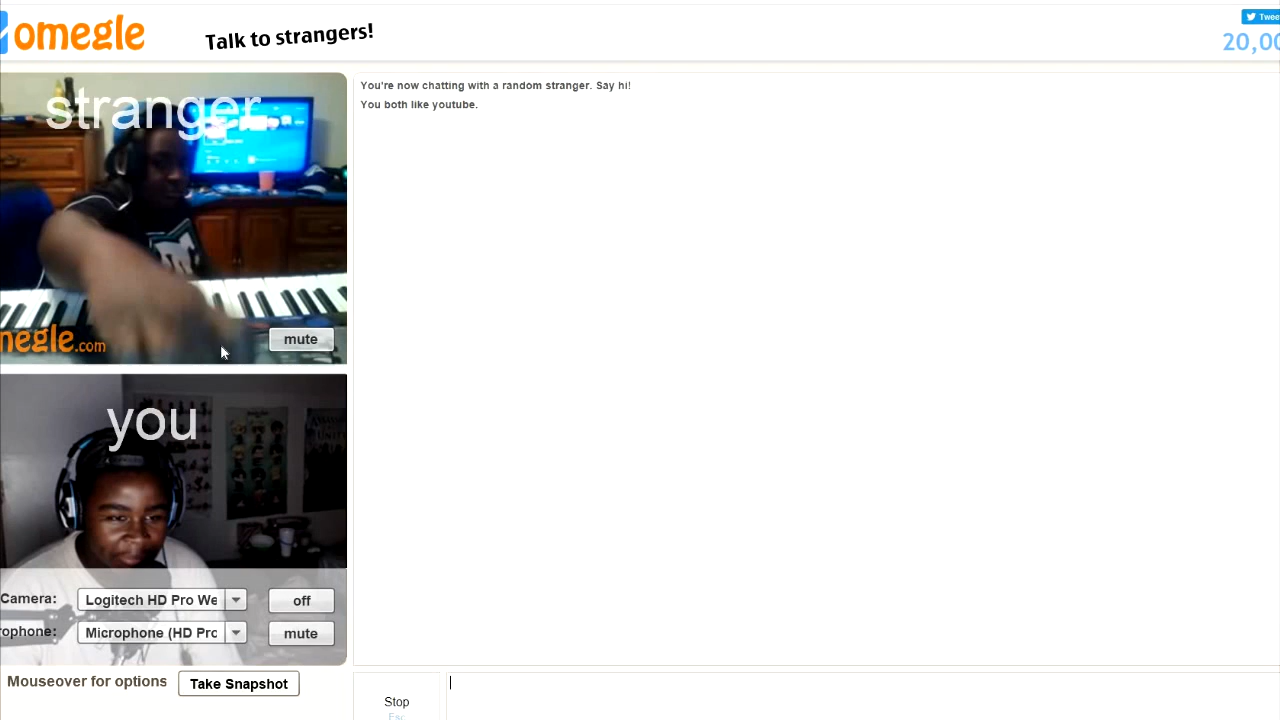 omegle
Talk to strangers!
Twee
20,00
stranger
You're now chatting with a random stranger. Say hi!
You both like youtube.
megle.com
mute
you
Camera:
Logitech HD Pro We
off
rophone:
Microphone (HD Pro
mute
Mouseover for options
Take Snapshot
Stop
Esc